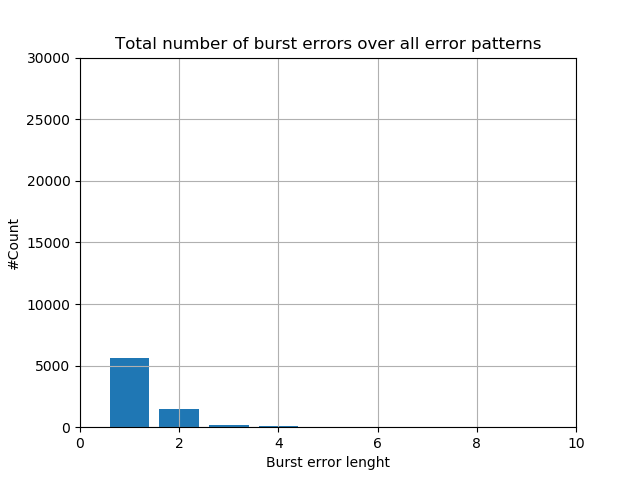 Total number of burst errors over all error patterns
30000
25000
20000
15000
10000
5000
0
#Count
0 2 4 6 8 10
Burst error lenght